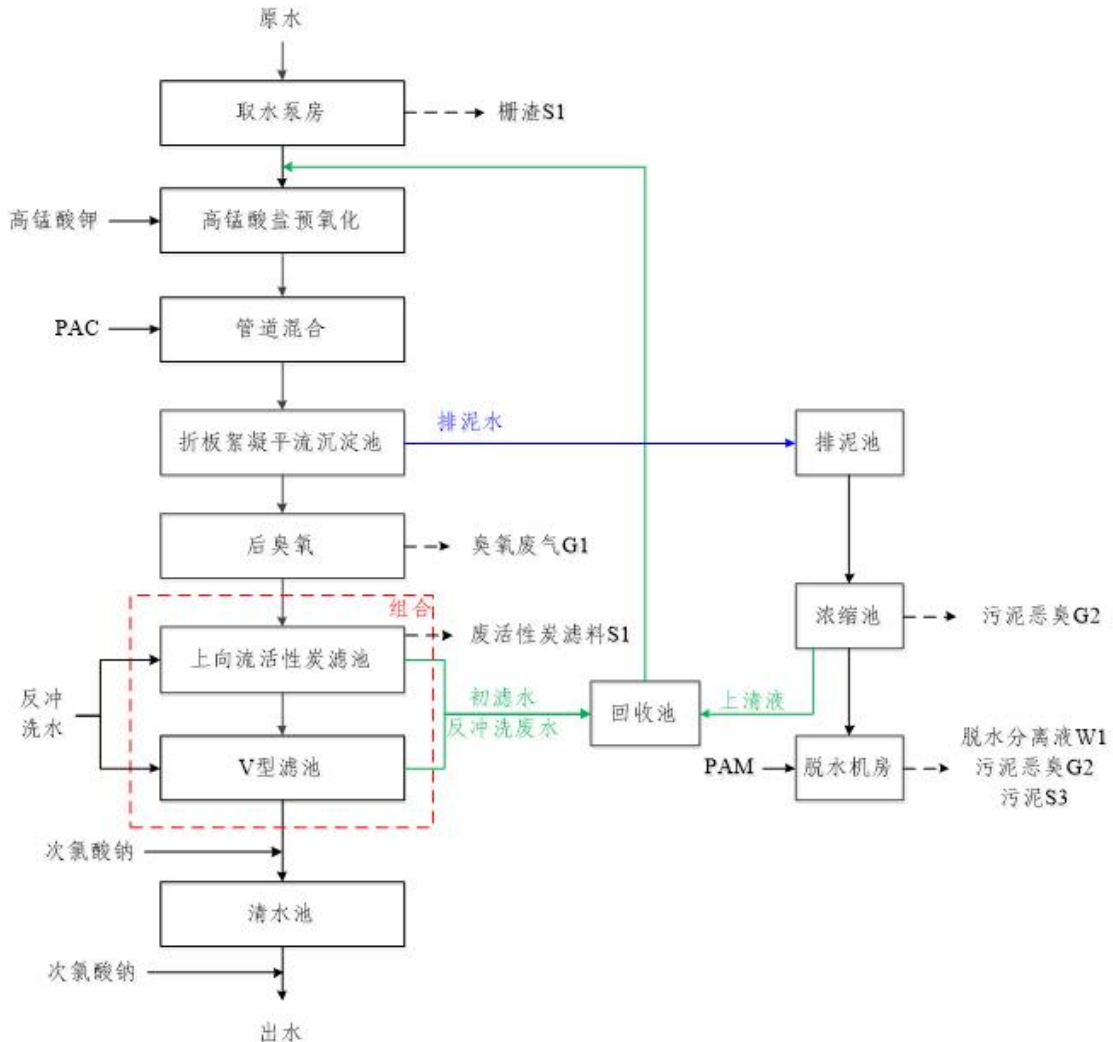 原水
取水泵房
栅渣S1
高锰酸钾
高锰酸盐预氧化
PAC
管道混合
折板絮凝平流沉淀池
排泥水
排泥池
后臭氧
臭氧废气G1
组合
浓缩池
污泥恶臭G2
上向流活性炭滤池
废活性炭滤料S1
反冲
洗水
初滤水
反冲洗废水
回收池
上清液
V型滤池
PAM
脱水机房
脱水分离液W1
污泥恶臭G2
污泥S3
次氯酸钠
清水池
次氯酸钠
出水